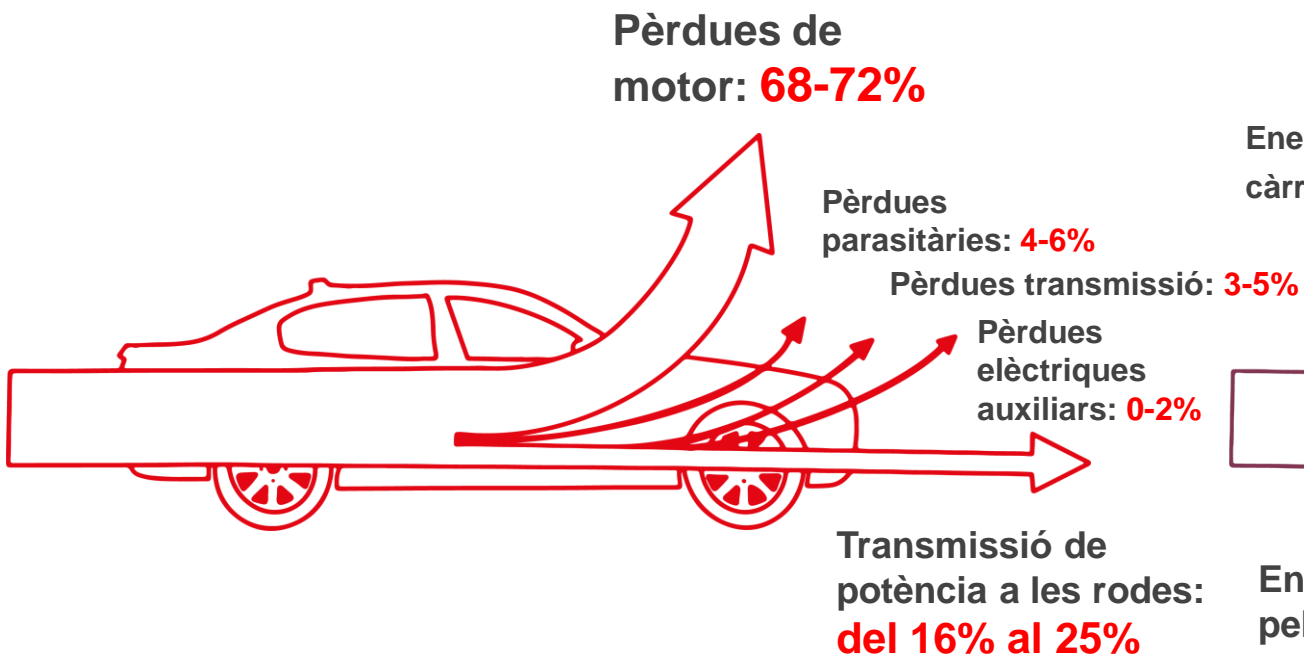 Pèrdues de
motor: 68-72%
Pèrdues
parasitàries: 4-6%
Pèrdues transmissió: 3-5%
Pèrdues
elèctriques
auxiliars: 0-2%
Transmissió de
potència a les rodes:
del 16% al 25%